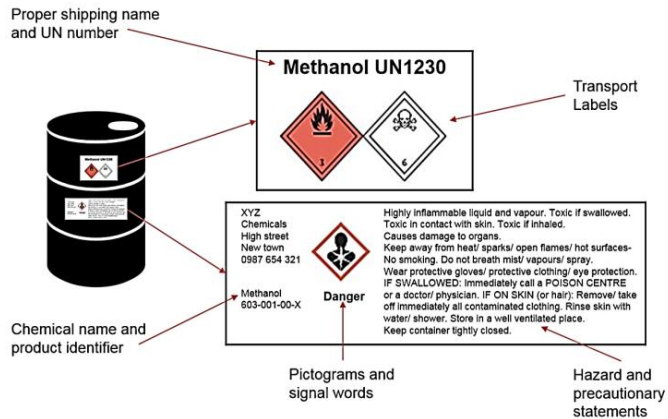 Proper shipping name
and UN number
Methanol UN1230
3
6
Transport
Labels
Methanol UN1230
XYZ
Chemicals
High street
New town
0987 654 321
Methanol
603-001-00-X
Danger
Highly inflammable liquid and vapour. Toxic if swallowed.
Toxic in contact with skin. Toxic if inhaled.
Causes damage to organs.
Keep away from heat/ sparks/ open flames/ hot surfaces-
No smoking. Do not breath mist/ vapours/ spray.
Wear protective gloves/ protective clothing/ eye protection.
IF SWALLOWED: Immediately call a POISON CENTRE
or a doctor/ physician. IF ON SKIN (or hair): Remove/ take
off immediately all contaminated clothing. Rinse skin with
water/ shower. Store in a well ventilated place.
Keep container tightly closed.
Chemical name and
product identifier
Pictograms and
signal words
Hazard and
precautionary
statements